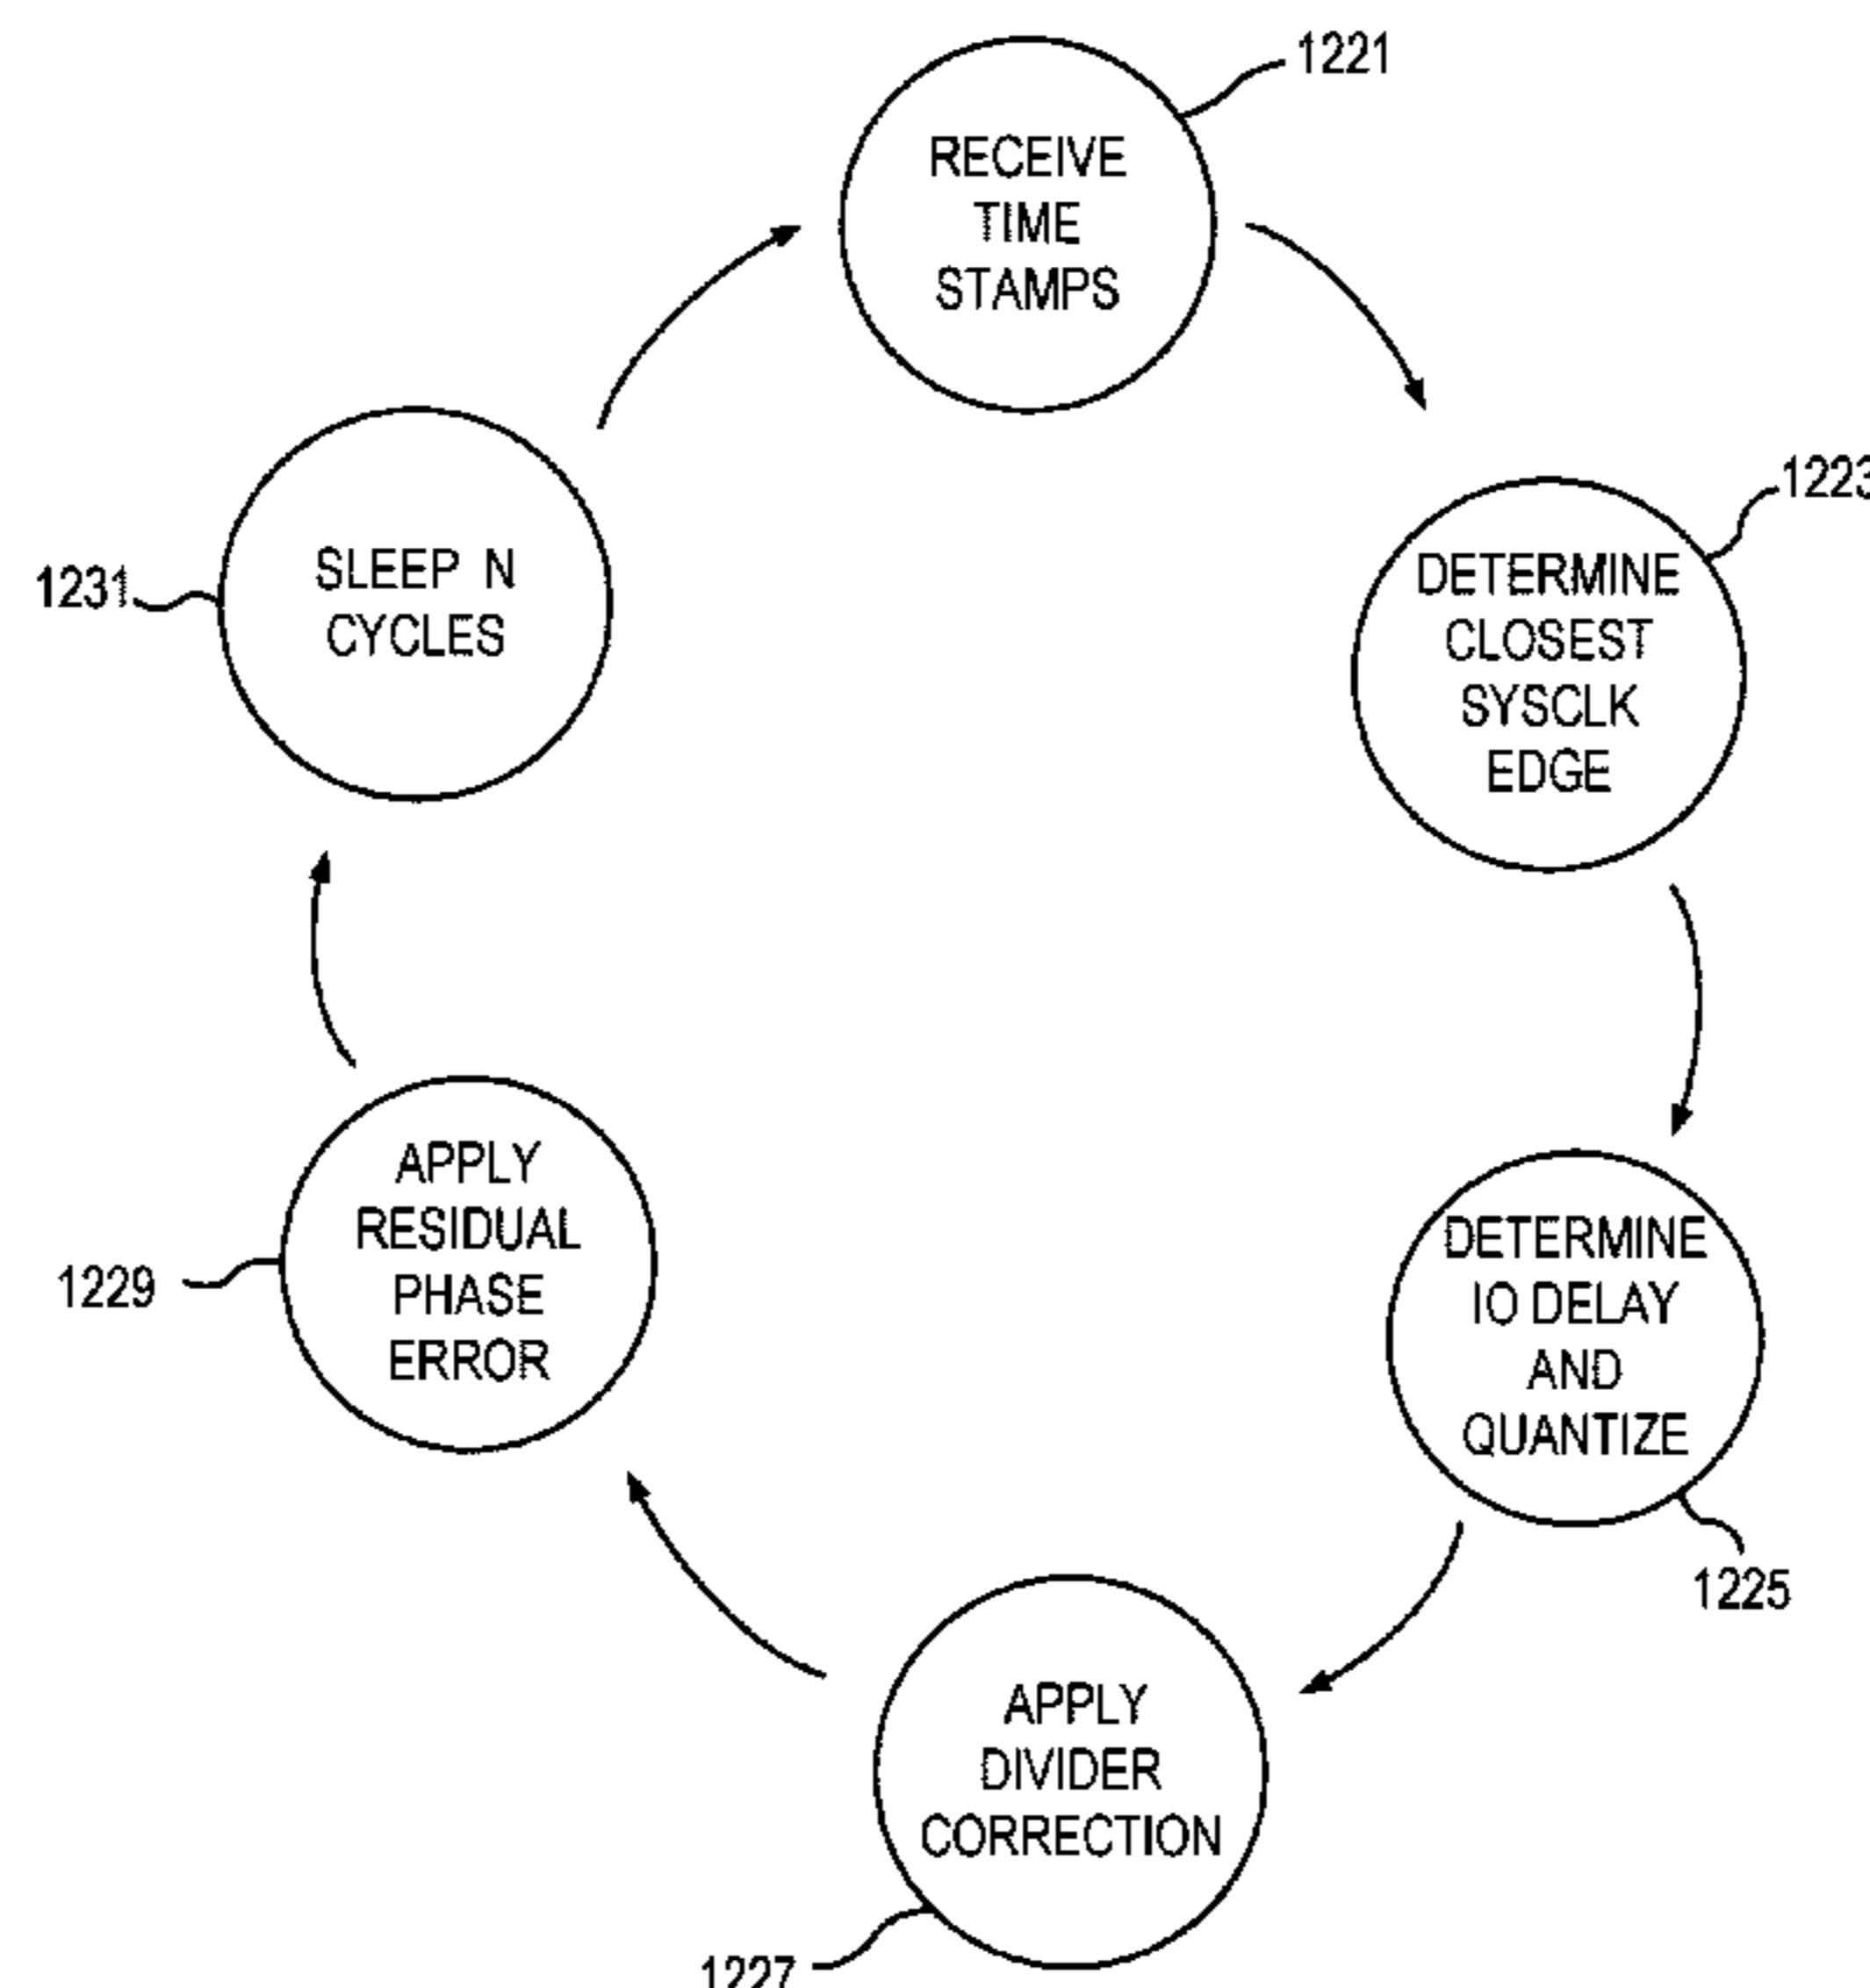 1221
RECEIVE
TIME
STAMPS
1223
DETERMINE
CLOSEST
SYSCLK
EDGE
DETERMINE
IO DELAY
AND
QUANTIZE
1225
APPLY
DIVIDER
CORRECTION
1227
APPLY
RESIDUAL
PHASE
ERROR
1229
SLEEP N
CYCLES
1231